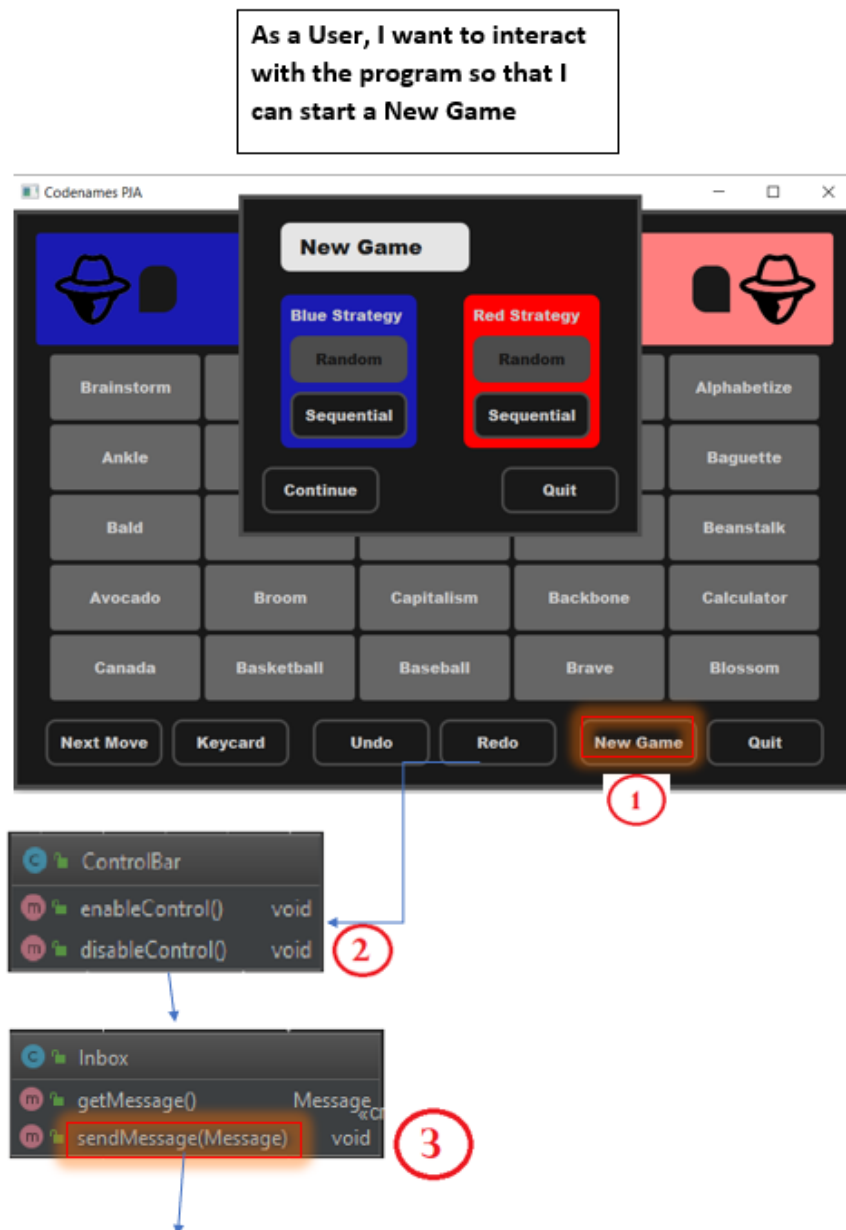 As a User, I want to interact
with the program so that I
can start a New Game
Codenames PJA
New Game
Blue Strategy
Red Strategy
Random
Random
Sequential
Sequential
Continue
Quit
Brainstorm
Alphabetize
Ankle
Baguette
Bald
Beanstalk
Avocado
Broom
Capitalism
Backbone
Calculator
Canada
Basketball
Baseball
Brave
Blossom
Next Move
Keycard
Undo
Redo
New Game
Quit
1
C ControlBar
m enableControl() void
m disableControl() void
2
C Inbox
m getMessage() Message
m sendMessage(Message) void
3